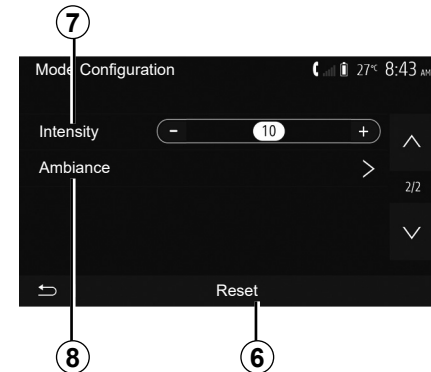 7
Mode Configuration 27°C 8:43 AM
Intensity - 10 +
Ambiance >
2/2
Reset
8 6